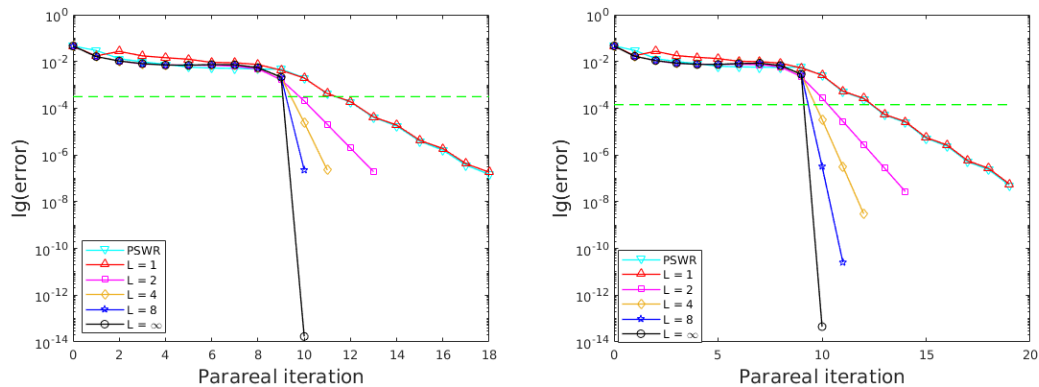 10^0
10^-2
10^-4
10^-6
10^-8
10^-10
10^-12
10^-14
lg(error)
PSWR
L = 1
L = 2
L = 4
L = 8
L = ∞
0 2 4 6 8 10 12 14 16 18
Parareal iteration
10^0
10^-2
10^-4
10^-6
10^-8
10^-10
10^-12
10^-14
lg(error)
PSWR
L = 1
L = 2
L = 4
L = 8
L = ∞
0 5 10 15 20
Parareal iteration